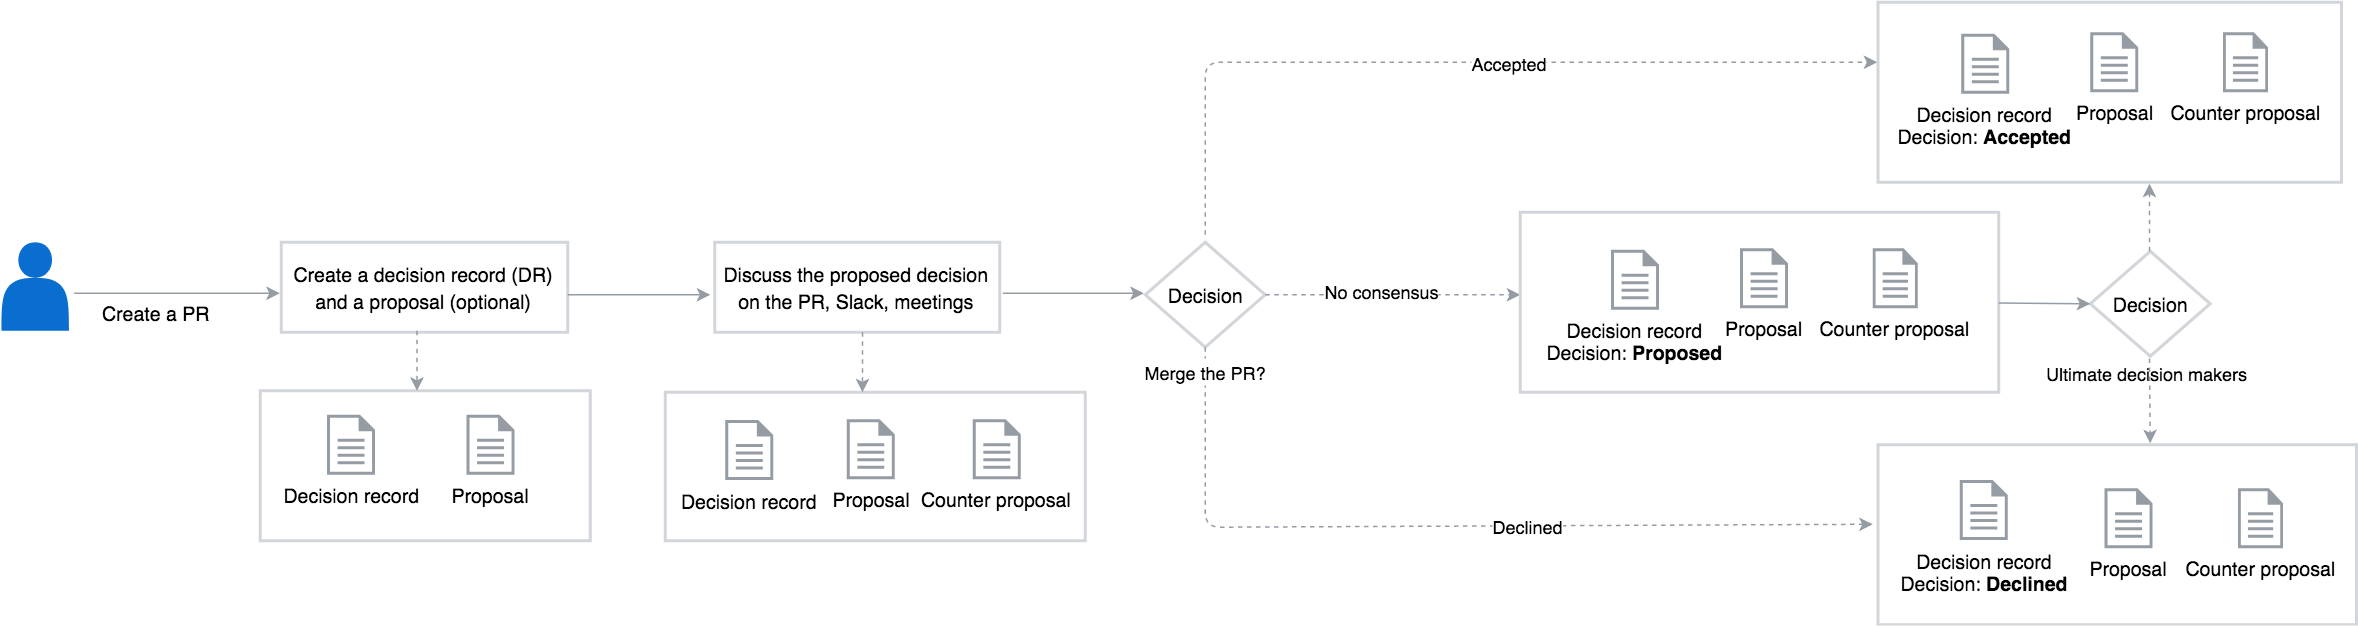 Create a PR
Create a decision record (DR)
and a proposal (optional)
Decision record
Proposal
Discuss the proposed decision
on the PR, Slack, meetings
Decision record
Proposal
Counter proposal
Decision
Merge the PR?
Accepted
No consensus
Declined
Decision record
Decision: Accepted
Proposal
Counter proposal
Decision record
Decision: Proposed
Proposal
Counter proposal
Decision
Ultimate decision makers
Decision record
Decision: Declined
Proposal
Counter proposal